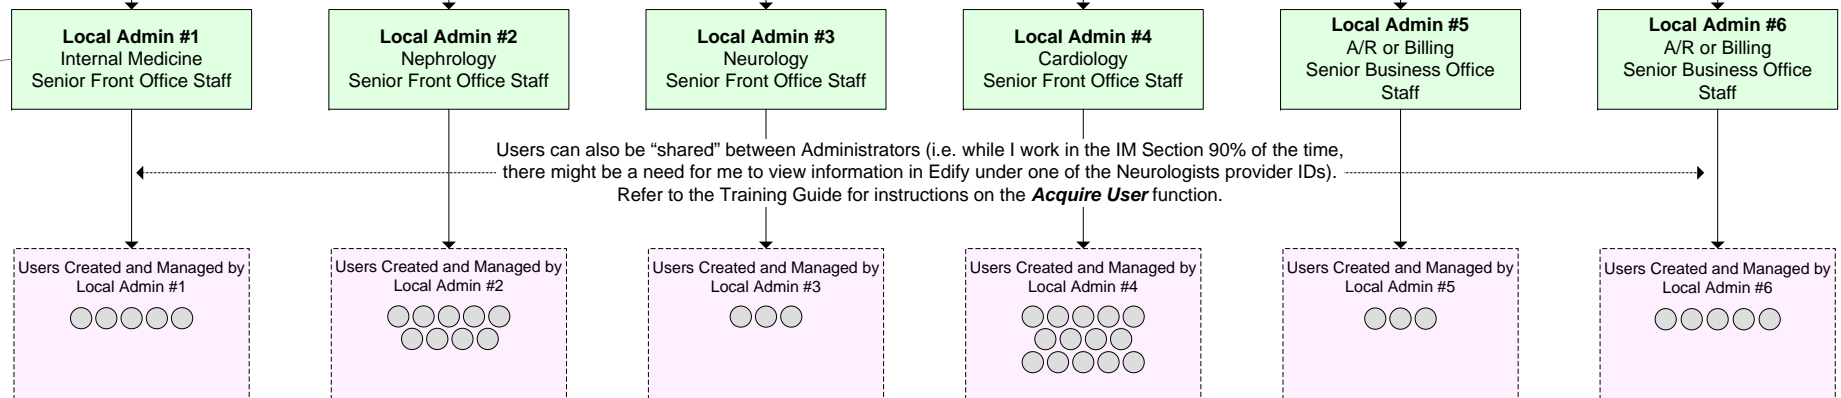 Local Admin #1
Internal Medicine
Senior Front Office Staff
Local Admin #2
Nephrology
Senior Front Office Staff
Local Admin #3
Neurology
Senior Front Office Staff
Local Admin #4
Cardiology
Senior Front Office Staff
Local Admin #5
A/R or Billing
Senior Business Office
Staff
Local Admin #6
A/R or Billing
Senior Business Office
Staff
Users can also be “shared” between Administrators (i.e. while I work in the IM Section 90% of the time,
there might be a need for me to view information in Edify under one of the Neurologists provider IDs).
Refer to the Training Guide for instructions on the Acquire User function.
Users Created and Managed by
Local Admin #1
Users Created and Managed by
Local Admin #2
Users Created and Managed by
Local Admin #3
Users Created and Managed by
Local Admin #4
Users Created and Managed by
Local Admin #5
Users Created and Managed by
Local Admin #6